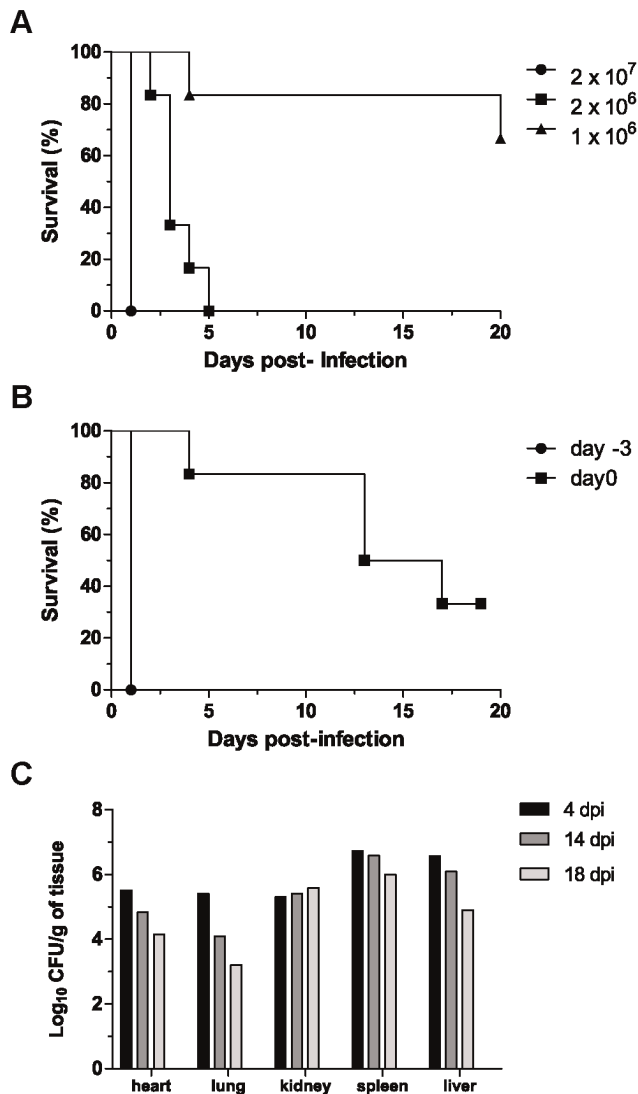 A
100
80
60
40
20
0
Survival (%)
0 5 10 15 20
Days post- Infection
2 x 10⁷
2 x 10⁶
1 x 10⁶
B
100
80
60
40
20
0
Survival (%)
0 5 10 15 20
Days post-infection
day -3
day0
C
8
6
4
2
0
Log₁₀ CFU/g of tissue
heart lung kidney spleen liver
4 dpi
14 dpi
18 dpi